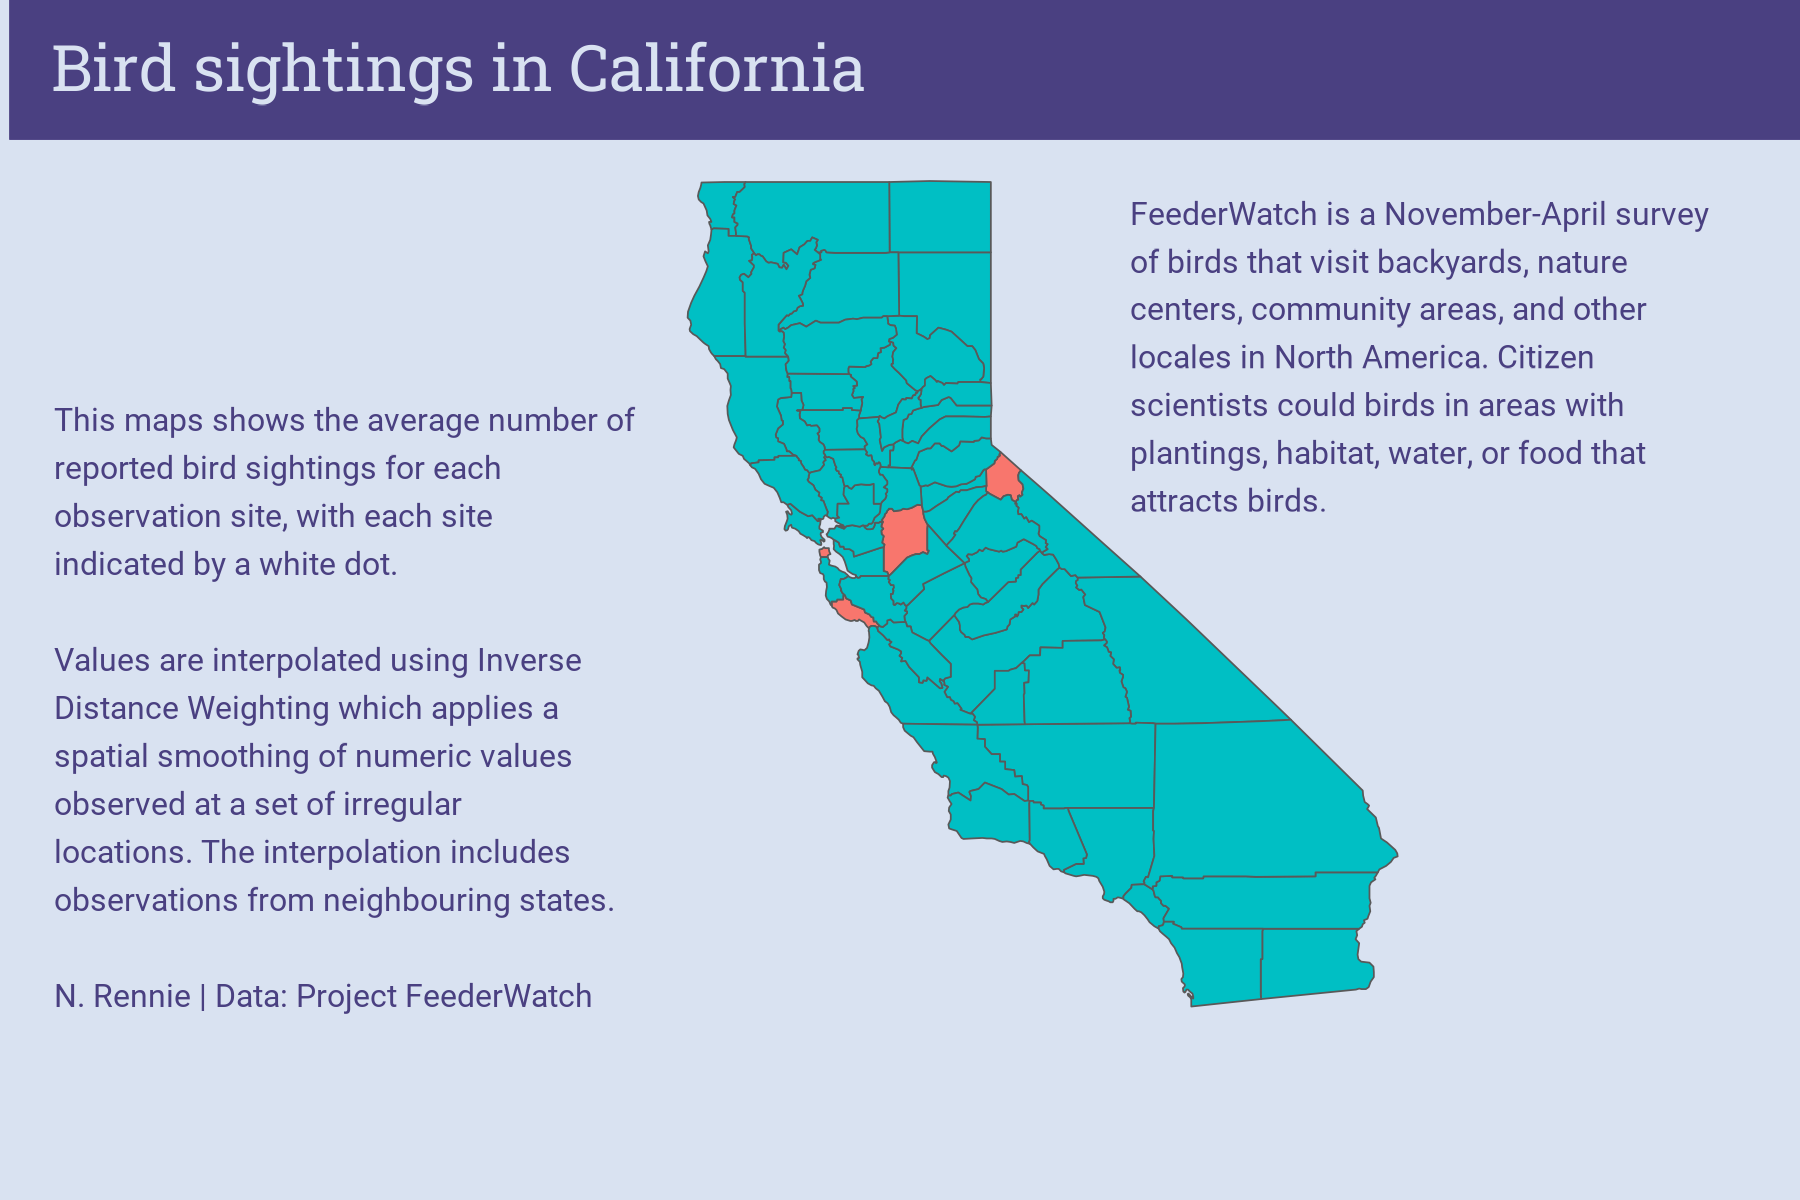 Bird sightings in California
This maps shows the average number of
reported bird sightings for each
observation site, with each site
indicated by a white dot.
Values are interpolated using Inverse
Distance Weighting which applies a
spatial smoothing of numeric values
observed at a set of irregular
locations. The interpolation includes
observations from neighbouring states.
N. Rennie | Data: Project FeederWatch
FeederWatch is a November-April survey
of birds that visit backyards, nature
centers, community areas, and other
locales in North America. Citizen
scientists could birds in areas with
plantings, habitat, water, or food that
attracts birds.